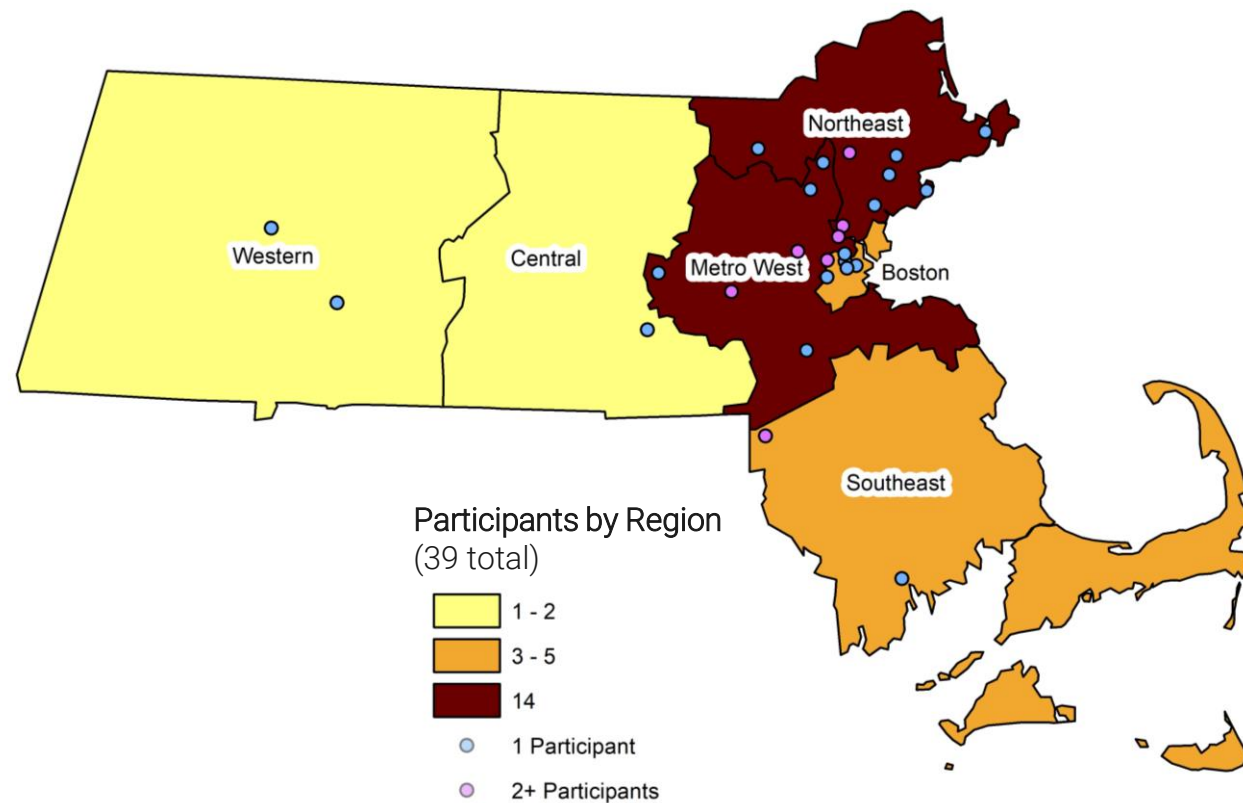 Northeast
Western
Central
Metro West
Boston
Southeast
Participants by Region
(39 total)
1 - 2
3 - 5
14
1 Participant
2+ Participants